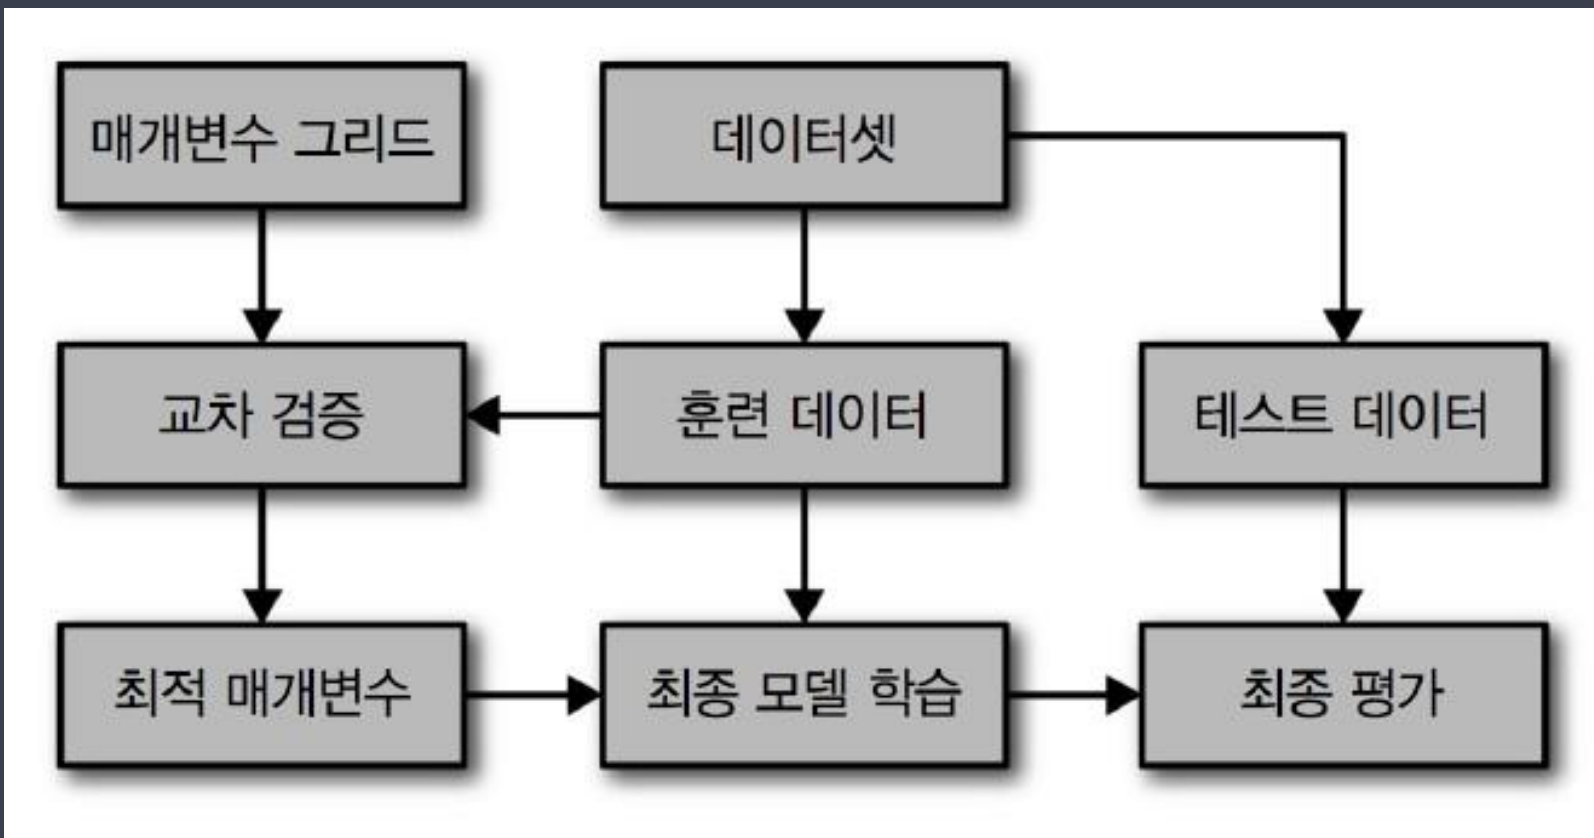 매개변수 그리드
데이터셋
교차 검증
훈련 데이터
테스트 데이터
최적 매개변수
최종 모델 학습
최종 평가